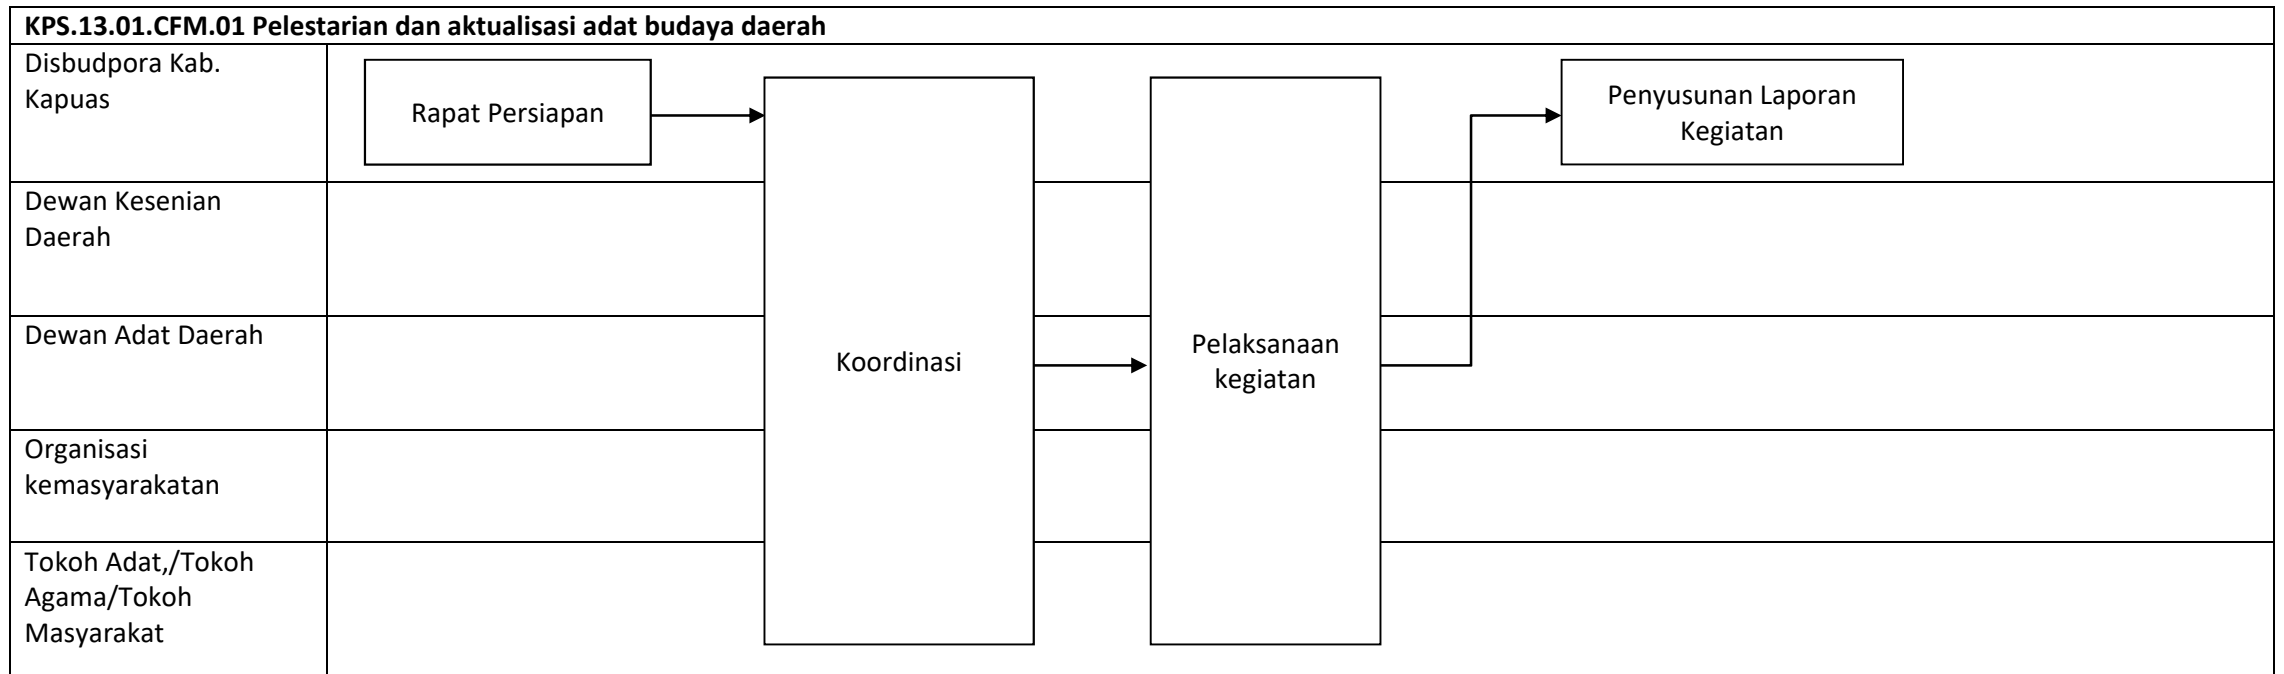 KPS.13.01.CFM.01 Pelestarian dan aktualisasi adat budaya daerah
Disbudpora Kab.
Kapuas
Rapat Persiapan
Penyusunan Laporan
Kegiatan
Dewan Kesenian
Daerah
Dewan Adat Daerah
Koordinasi
Pelaksanaan
kegiatan
Organisasi
kemasyarakatan
Tokoh Adat,/Tokoh
Agama/Tokoh
Masyarakat